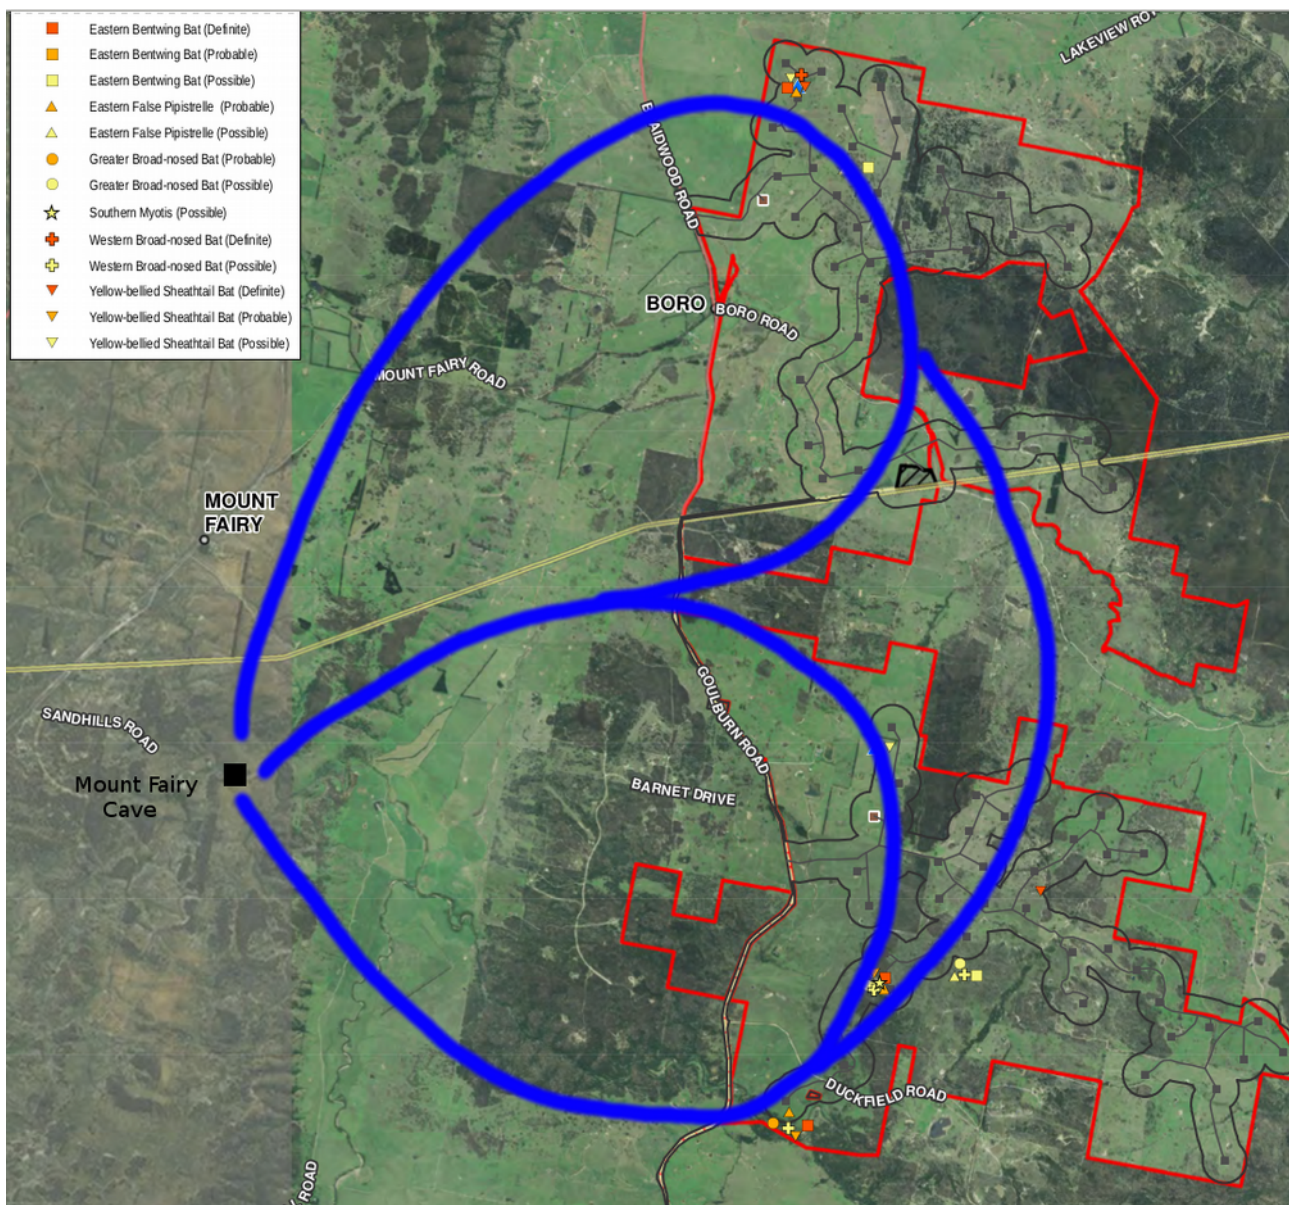 Eastern Bentwing Bat (Definite)
Eastern Bentwing Bat (Probable)
Eastern Bentwing Bat (Possible)
Eastern False Pipistrelle (Probable)
Eastern False Pipistrelle (Possible)
Greater Broad-nosed Bat (Probable)
Greater Broad-nosed Bat (Possible)
Southern Myotis (Possible)
Western Broad-nosed Bat (Definite)
Western Broad-nosed Bat (Possible)
Yellow-bellied Sheathtail Bat (Definite)
Yellow-bellied Sheathtail Bat (Probable)
Yellow-bellied Sheathtail Bat (Possible)
LAKEVIEW
ROAD
BORO
BORO ROAD
MOUNT FAIRY ROAD
MOUNT
FAIRY
GOULBURN ROAD
SANDHILLS ROAD
Mount Fairy
Cave
BARNET DRIVE
DUCKFIELD ROAD
ROAD